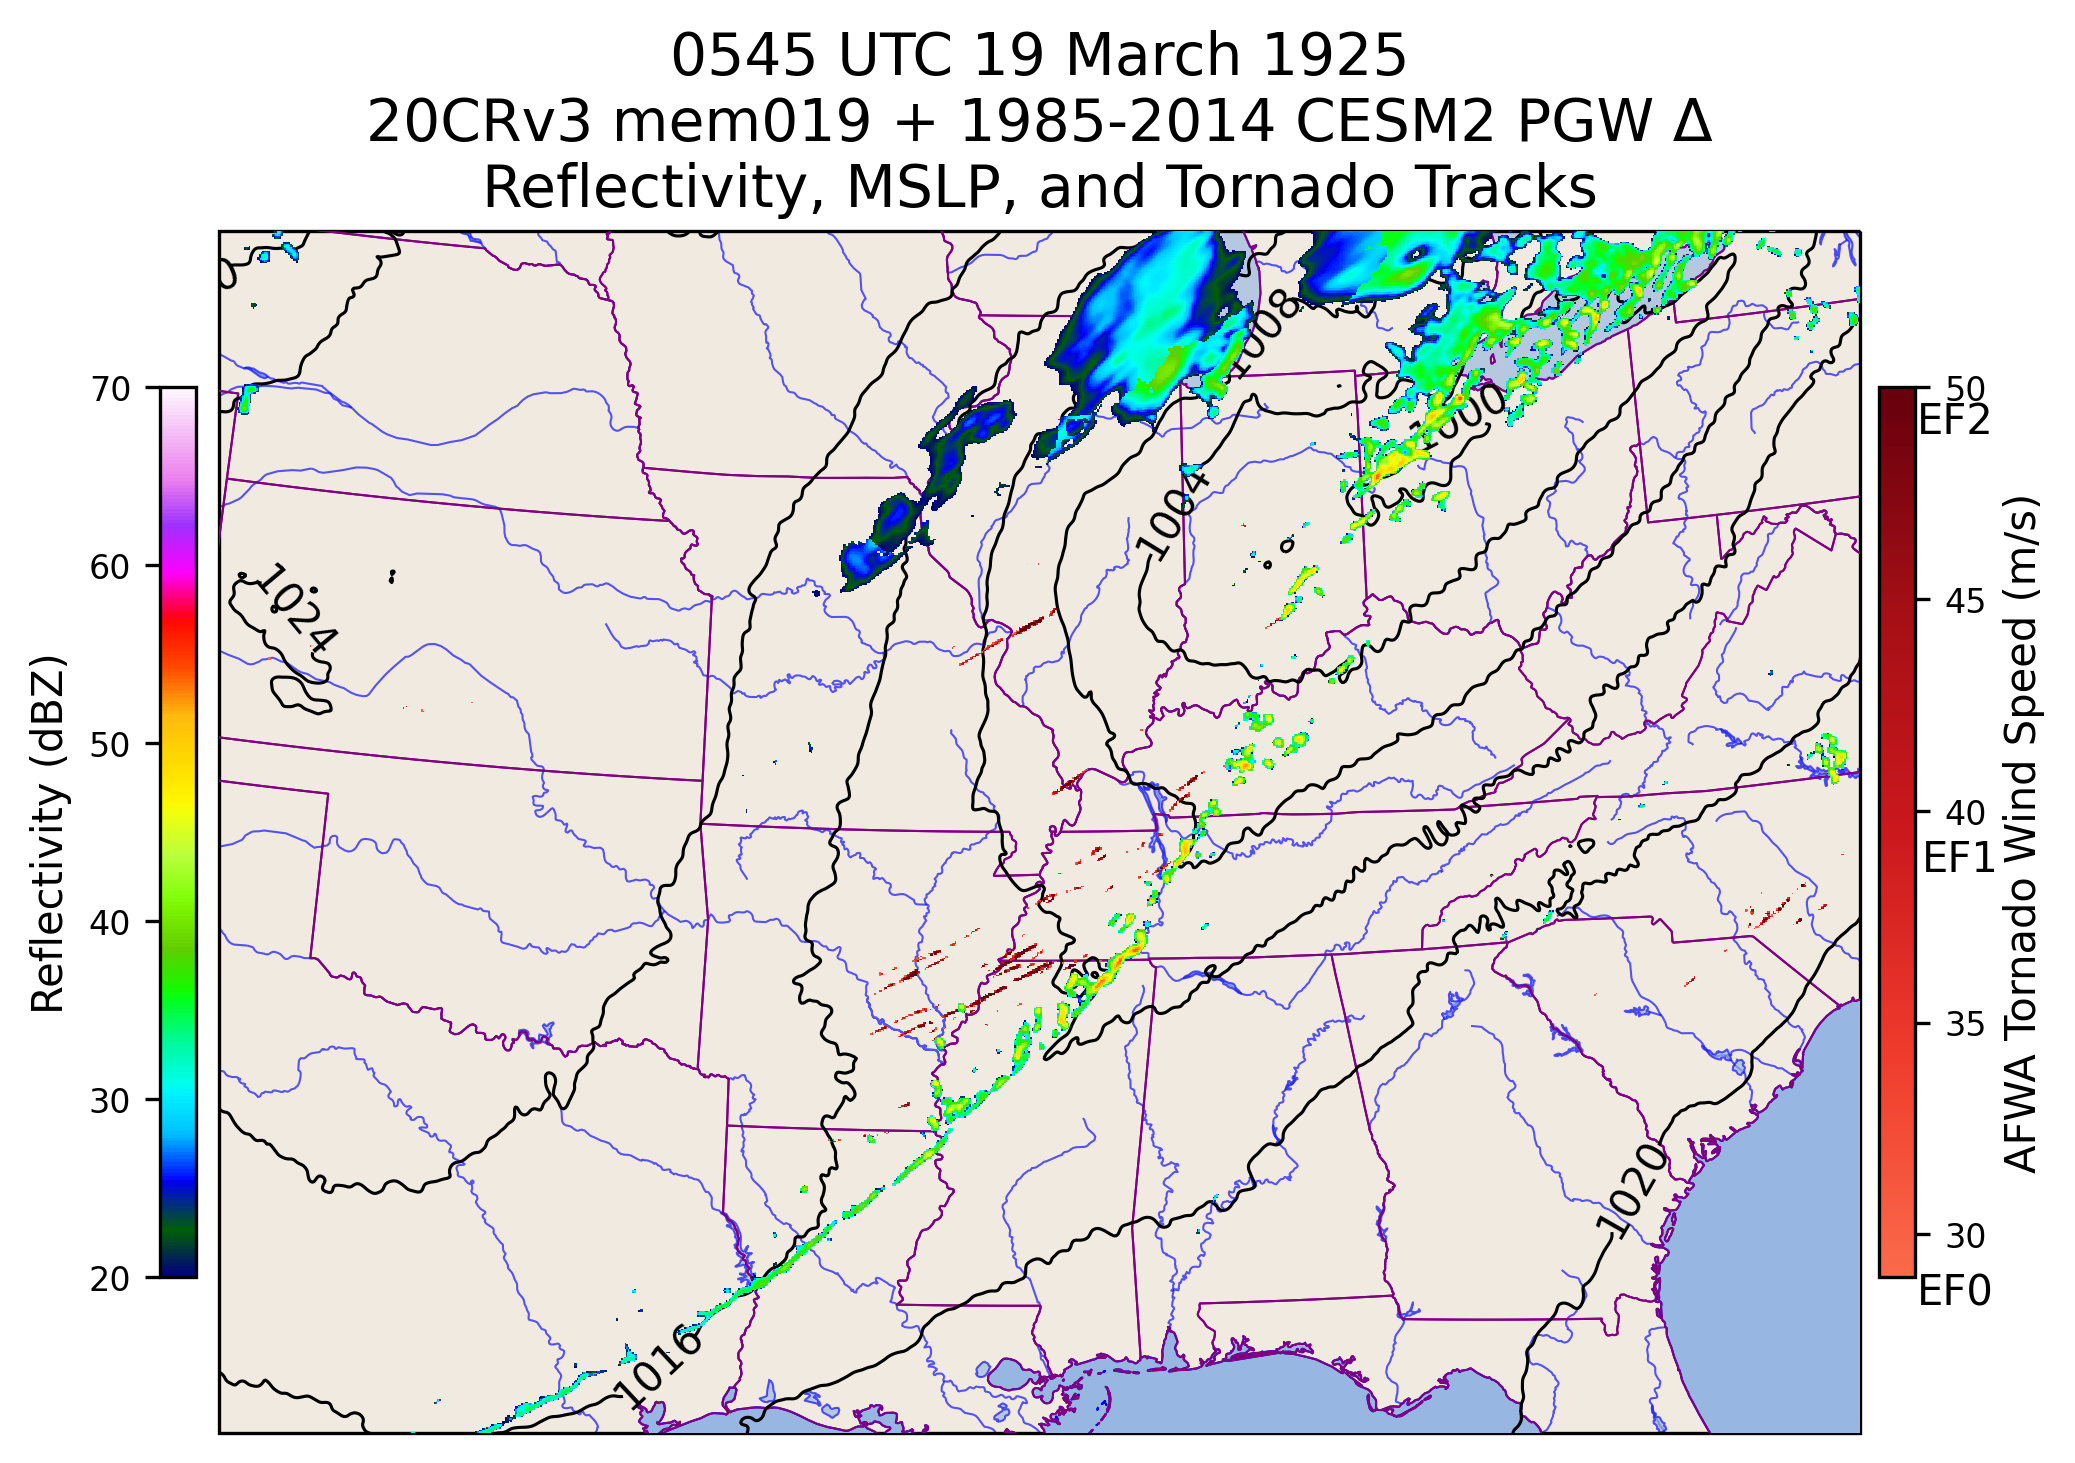 0545 UTC 19 March 1925
20CRv3 mem019 + 1985-2014 CESM2 PGW Δ
Reflectivity, MSLP, and Tornado Tracks
Reflectivity (dBZ)
70
60
50
40
30
20
1008
1000
1004
1024
1016
1020
50
EF2
45
40
EF1
35
30
EF0
AFWA Tornado Wind Speed (m/s)